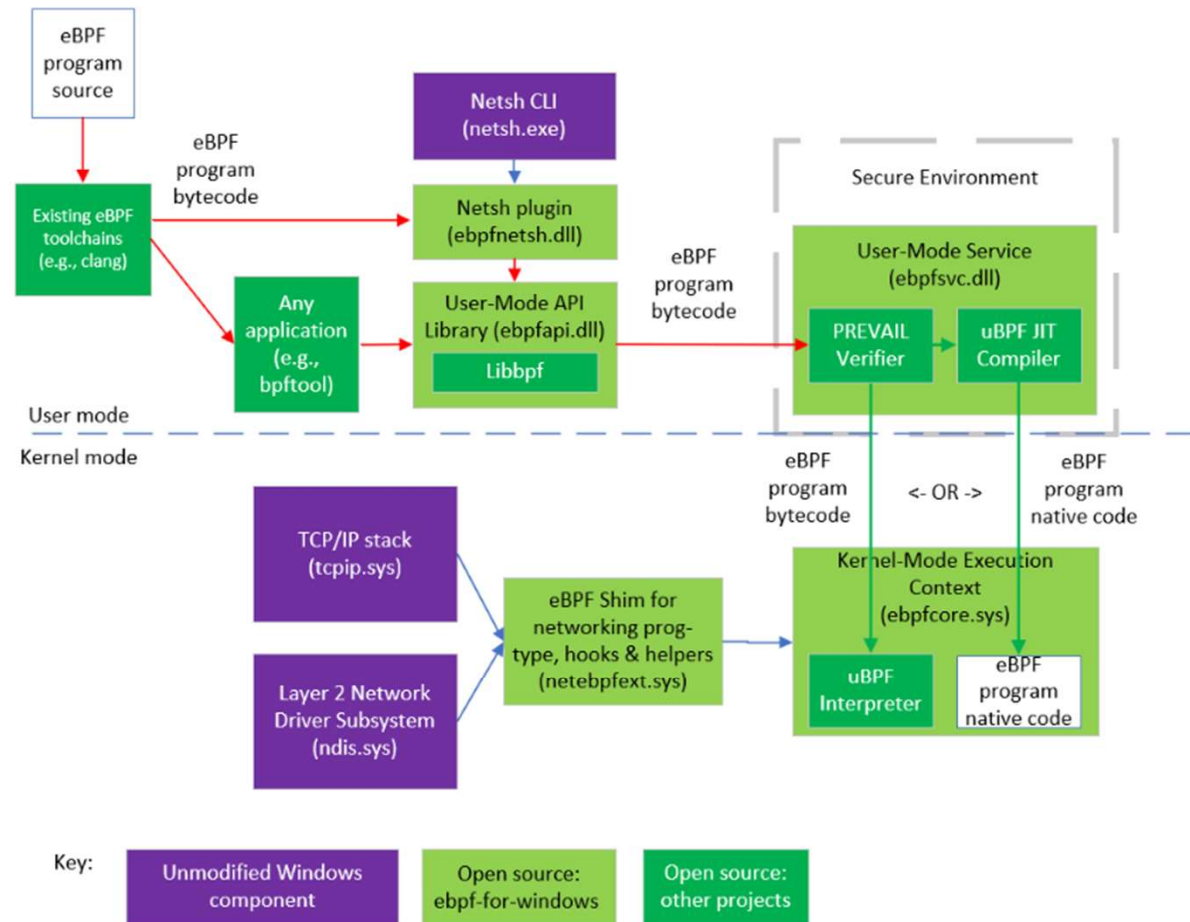 eBPF
program
source
Netsh CLI
(netsh.exe)
eBPF
program
bytecode
Secure Environment
Existing eBPF
toolchains
(e.g., clang)
Netsh plugin
(ebpfnetsh.dll)
User-Mode Service
(ebpfsvc.dll)
eBPF
program
bytecode
Any
application
(e.g.,
bpftool)
User-Mode API
Library (ebpfapi.dll)
Libbpf
PREVAIL
Verifier
uBPF JIT
Compiler
User mode
Kernel mode
eBPF
program
bytecode
<- OR ->
eBPF
program
native code
TCP/IP stack
(tcpip.sys)
Kernel-Mode Execution
Context
(ebpfcore.sys)
eBPF Shim for
networking prog-
type, hooks & helpers
(netebpfext.sys)
Layer 2 Network
Driver Subsystem
(ndis.sys)
uBPF
Interpreter
eBPF
program
native code
Key:
Unmodified Windows
component
Open source:
ebpf-for-windows
Open source:
other projects